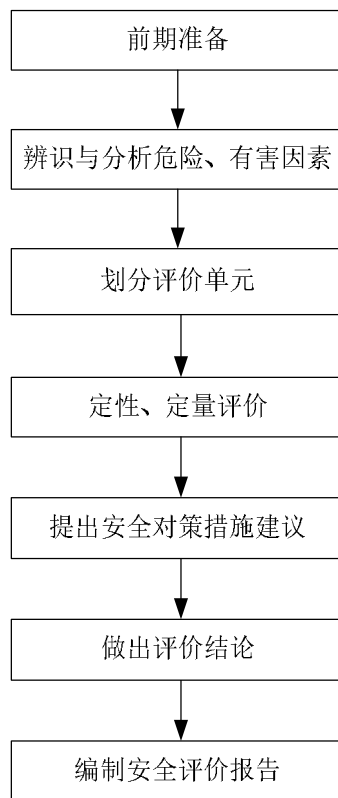 前期准备
辨识与分析危险、有害因素
划分评价单元
定性、定量评价
提出安全对策措施建议
做出评价结论
编制安全评价报告